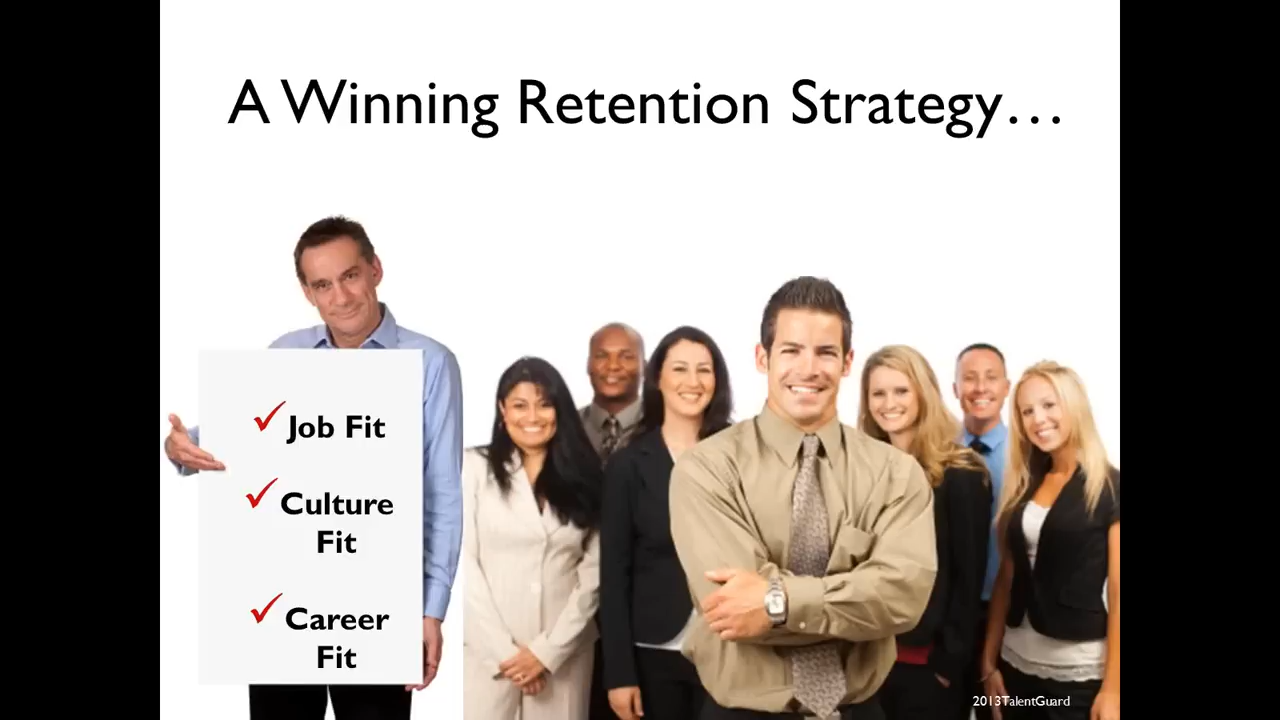 A Winning Retention Strategy…
Job Fit
Culture
Fit
Career
Fit
2013TalentGuard